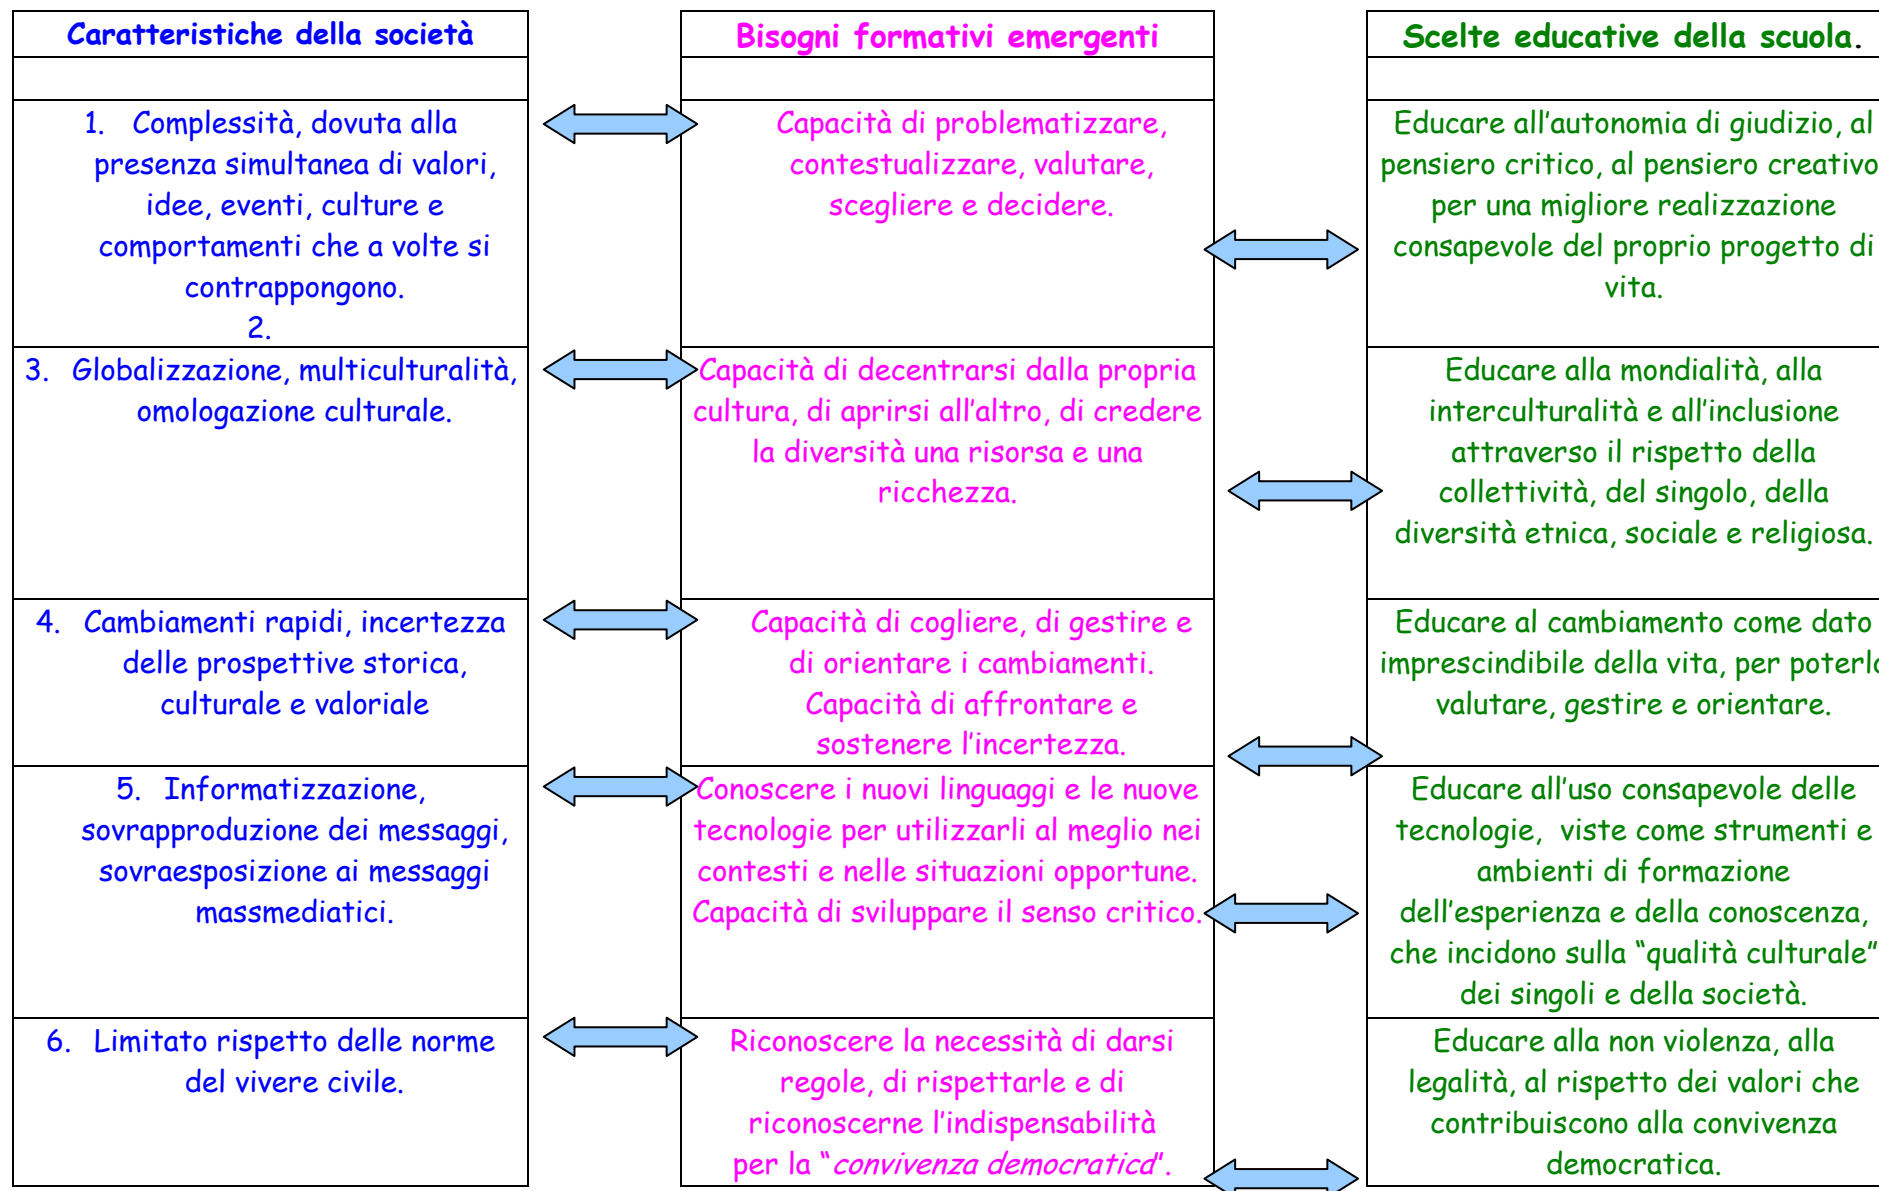 Caratteristiche della società
Bisogni formativi emergenti
Scelte educative della scuola.
1. Complessità, dovuta alla
presenza simultanea di valori,
idee, eventi, culture e
comportamenti che a volte si
contrappongono.
2.
Capacità di problematizzare,
contestualizzare, valutare,
scegliere e decidere.
Educare all'autonomia di giudizio, al
pensiero critico, al pensiero creativo
per una migliore realizzazione
consapevole del proprio progetto di
vita.
3. Globalizzazione, multiculturalità,
omologazione culturale.
Capacità di decentrarsi dalla propria
cultura, di aprirsi all'altro, di credere
la diversità una risorsa e una
ricchezza.
Educare alla mondialità, alla
interculturalità e all'inclusione
attraverso il rispetto della
collettività, del singolo, della
diversità etnica, sociale e religiosa.
4. Cambiamenti rapidi, incertezza
delle prospettive storica,
culturale e valoriale
Capacità di cogliere, di gestire e
di orientare i cambiamenti.
Capacità di affrontare e
sostenere l'incertezza.
Educare al cambiamento come dato
imprescindibile della vita, per poterlo
valutare, gestire e orientare.
5. Informatizzazione,
sovrapproduzione dei messaggi,
sovraesposizione ai messaggi
massmediatici.
Conoscere i nuovi linguaggi e le nuove
tecnologie per utilizzarli al meglio nei
contesti e nelle situazioni opportune.
Capacità di sviluppare il senso critico.
Educare all'uso consapevole delle
tecnologie, viste come strumenti e
ambienti di formazione
dell'esperienza e della conoscenza,
che incidono sulla "qualità culturale"
dei singoli e della società.
6. Limitato rispetto delle norme
del vivere civile.
Riconoscere la necessità di darsi
regole, di rispettarle e di
riconoscerne l'indispensabilità
per la "convivenza democratica".
Educare alla non violenza, alla
legalità, al rispetto dei valori che
contribuiscono alla convivenza
democratica.